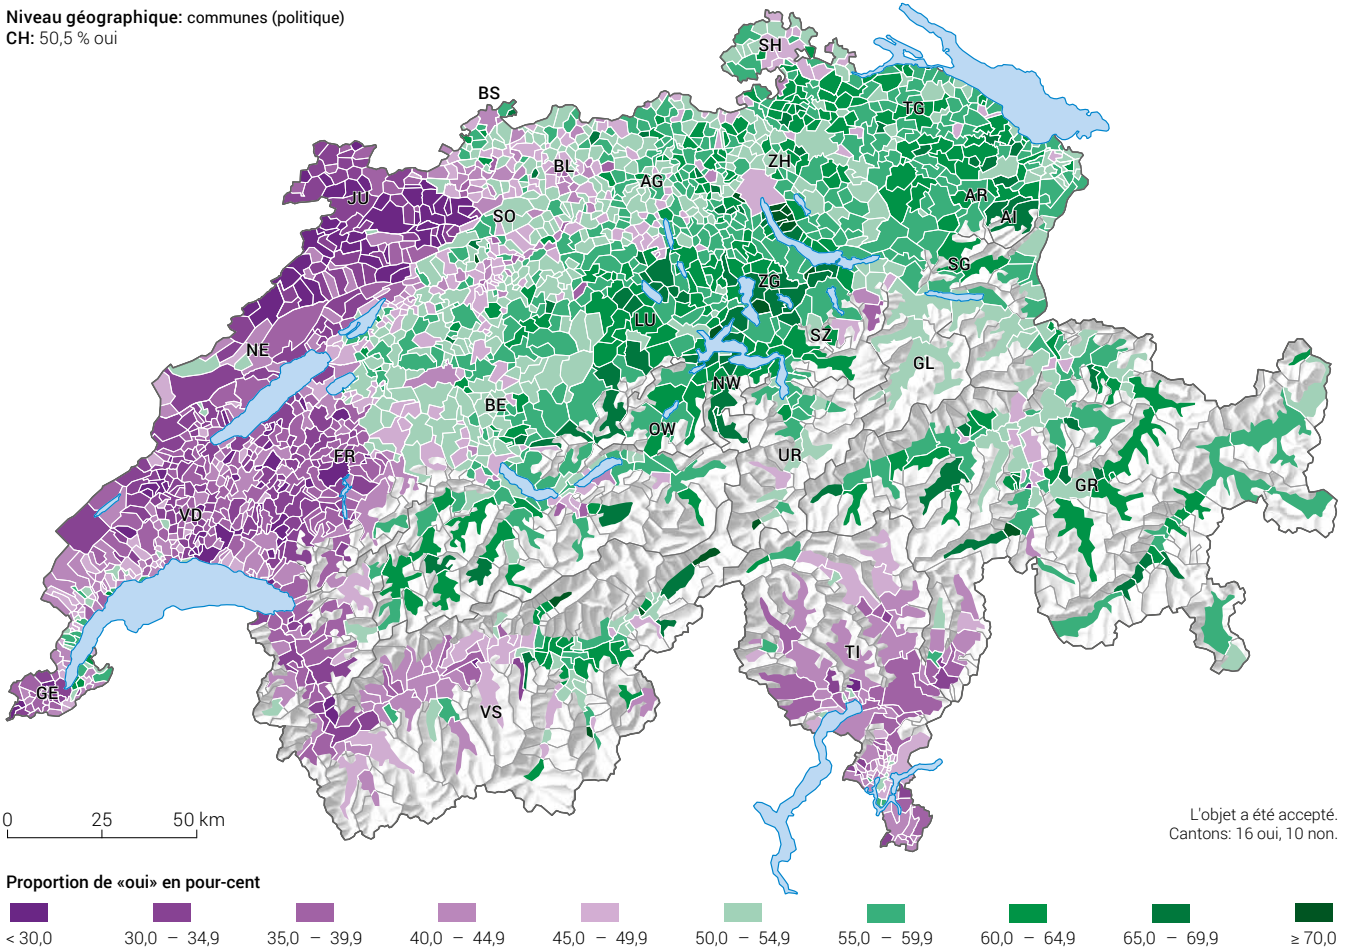 Niveau géographique: communes (politique)
CH: 50,5 % oui
SH
BS
TG
BL
ZH
JU
AG
AR
SO
AI
SG
ZG
LU
SZ
NE
GL
NW
BE
OW
FR
UR
GR
VD
TI
GE
VS
0 25 50 km
L'objet a été accepté.
Cantons: 16 oui, 10 non.
Proportion de «oui» en pour-cent
< 30,0 30,0 – 34,9 35,0 – 39,9 40,0 – 44,9 45,0 – 49,9 50,0 – 54,9 55,0 – 59,9 60,0 – 64,9 65,0 – 69,9 ≥ 70,0